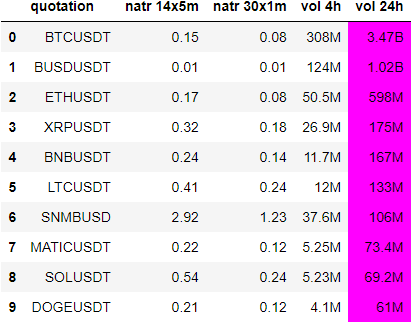 quotation natr 14x5m natr 30x1m vol 4h vol 24h
0 BTCUSDT 0.15 0.08 308M 3.47B
1 BUSDUSDT 0.01 0.01 124M 1.02B
2 ETHUSDT 0.17 0.08 50.5M 598M
3 XRPUSDT 0.32 0.18 26.9M 175M
4 BNBUSDT 0.24 0.14 11.7M 167M
5 LTCUSDT 0.41 0.24 12M 133M
6 SNMBUSD 2.92 1.23 37.6M 106M
7 MATICUSDT 0.22 0.12 5.25M 73.4M
8 SOLUSDT 0.54 0.24 5.23M 69.2M
9 DOGEUSDT 0.21 0.12 4.1M 61M